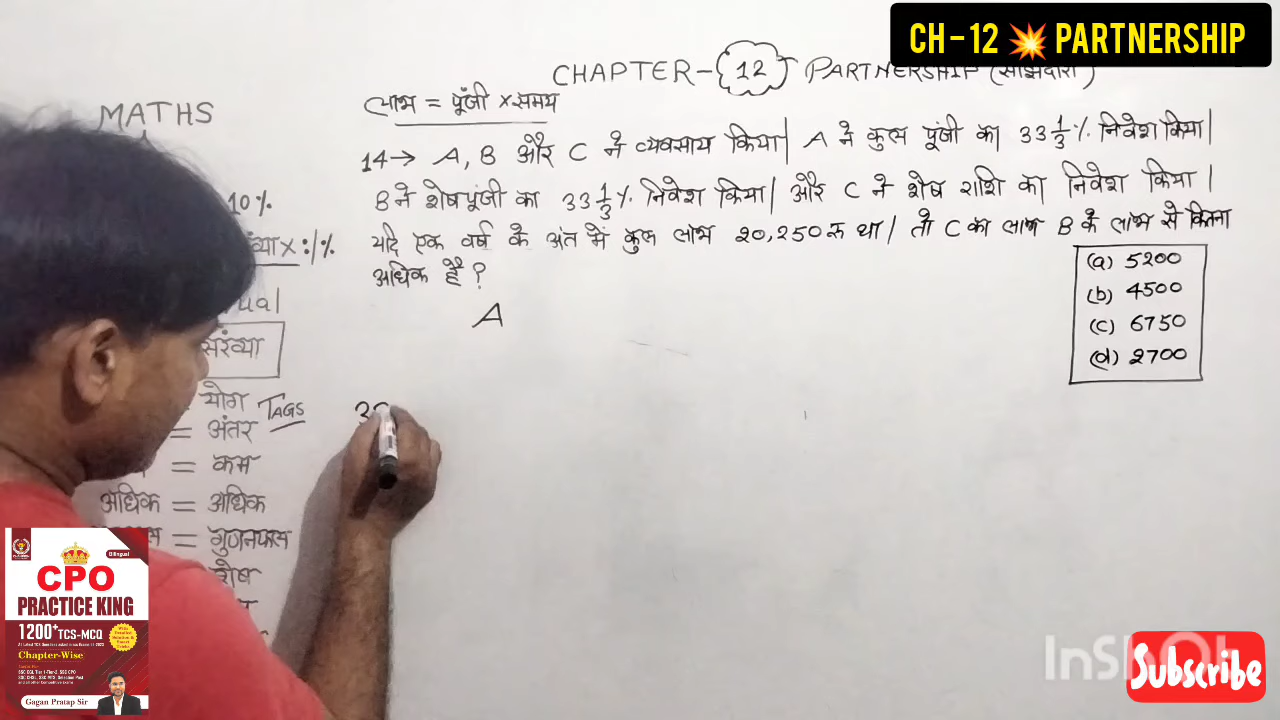 CH – 12 💥 PARTNERSHIP
CHAPTER – 12 PARTNERSHIP (साझेदारी)
MATHS
लाभ = पूंजी × समय
14 → A, B और C ने व्यवसाय किया| A ने कुल पूंजी का 33 1/3 % निवेश किया|
B ने शेष पूंजी का 33 1/3 % निवेश किया| और C ने शेष राशि का निवेश किया|
यदि एक वर्ष के अंत में कुल लाभ 20,250 रु था| तो C का लाभ B के लाभ से कितना
अधिक है?
(a) 5200
(b) 4500
(c) 6750
(d) 2700
A
10%
× :/%
संख्या
योग TAGS
= अंतर
= कम
अधिक = अधिक
= गुणनफल
शेष
Bilingual
CPO
PRACTICE KING
1200+ TCS-MCQ
Chapter-Wise
Gagan Pratap Sir
Subscribe